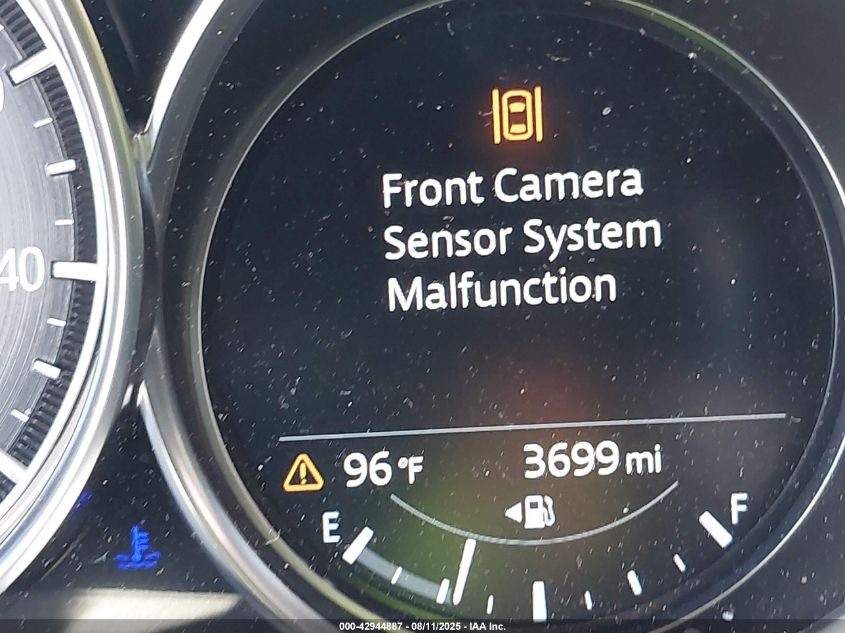 Front Camera
Sensor System
Malfunction
40
96 °F
3699 mi
E
F
000-42944887 - 08/11/2025 - IAA Inc.